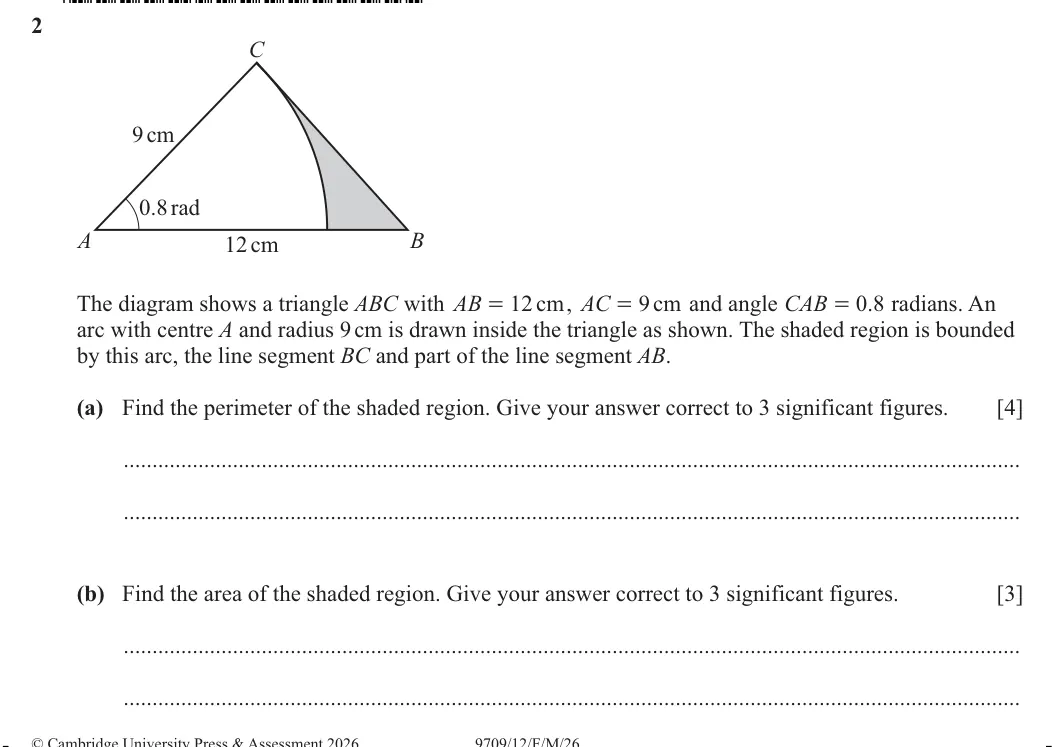 2
C
9 cm
0.8 rad
A
12 cm
B
The diagram shows a triangle ABC with AB = 12 cm, AC = 9 cm and angle CAB = 0.8 radians. An
arc with centre A and radius 9 cm is drawn inside the triangle as shown. The shaded region is bounded
by this arc, the line segment BC and part of the line segment AB.
(a) Find the perimeter of the shaded region. Give your answer correct to 3 significant figures. [4]
(b) Find the area of the shaded region. Give your answer correct to 3 significant figures. [3]
© Cambridge University Press & Assessment 2026 9709/12/F/M/26